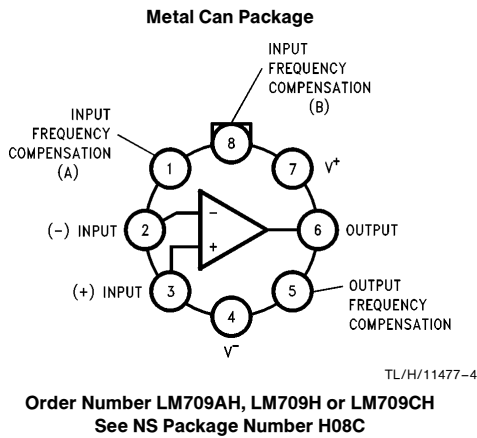 Metal Can Package
INPUT
FREQUENCY
COMPENSATION
(B)
INPUT
FREQUENCY
COMPENSATION
(A)
8
1
7
V+
(−) INPUT
2
−
6
OUTPUT
+
(+) INPUT
3
5
OUTPUT
FREQUENCY
COMPENSATION
4
V−
TL/H/11477–4
Order Number LM709AH, LM709H or LM709CH
See NS Package Number H08C